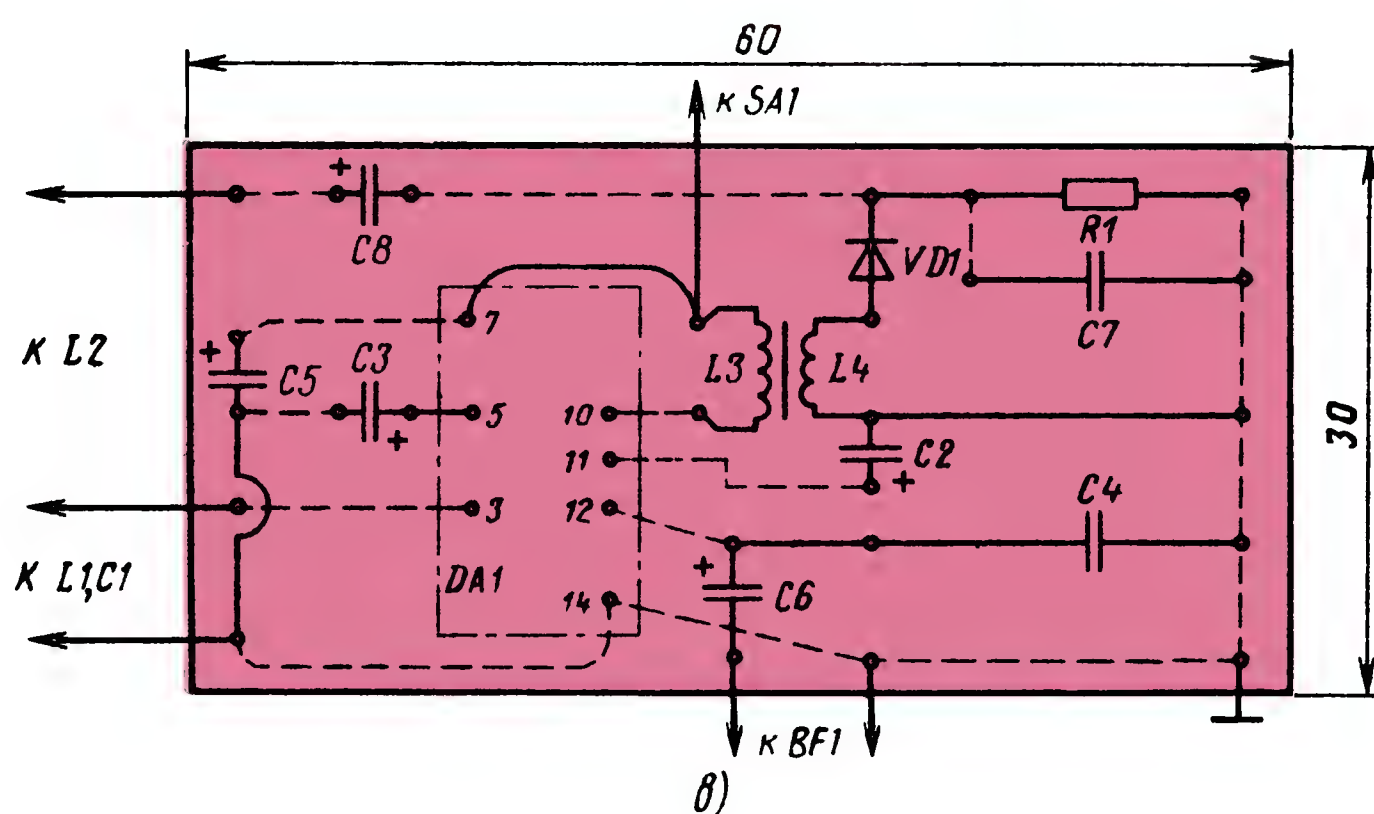 60
к SA1
+
C8
R1
VD1
C7
30
7
к L2
+
C5
C3
+
5
L3
L4
10
11
C2
+
3
12
C4
к L1,C1
DA1
+
C6
14
к BF1
в)